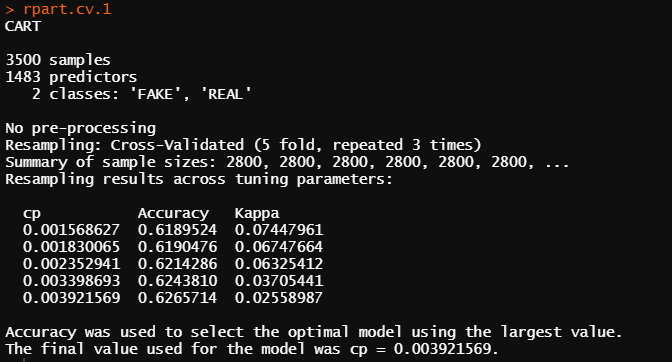 > rpart.cv.1
CART

3500 samples
1483 predictors
   2 classes: 'FAKE', 'REAL'

No pre-processing
Resampling: Cross-Validated (5 fold, repeated 3 times)
Summary of sample sizes: 2800, 2800, 2800, 2800, 2800, 2800, ...
Resampling results across tuning parameters:

  cp           Accuracy   Kappa
  0.001568627  0.6189524  0.07447961
  0.001830065  0.6190476  0.06747664
  0.002352941  0.6214286  0.06325412
  0.003398693  0.6243810  0.03705441
  0.003921569  0.6265714  0.02558987

Accuracy was used to select the optimal model using the largest value.
The final value used for the model was cp = 0.003921569.